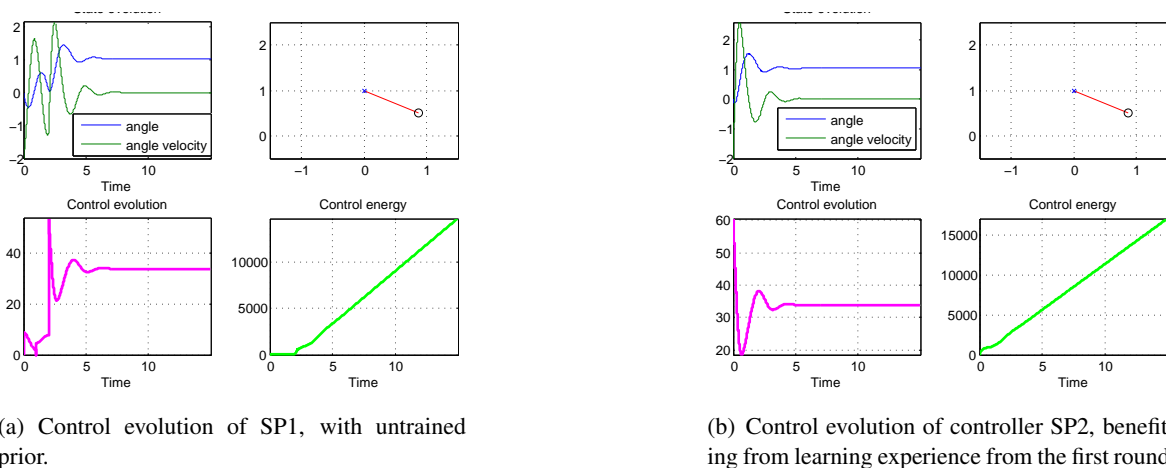 State evolution
2
1
0
−1
−2
0 5 10
Time
angle
angle velocity
2
1
0
−1 0 1
Control evolution
40
20
0
0 5 10
Time
Control energy
10000
5000
0
0 5 10
Time
(a) Control evolution of SP1, with untrained
prior.
State evolution
2
1
0
−1
−2
0 5 10
Time
angle
angle velocity
2
1
0
−1 0 1
Control evolution
60
50
40
30
20
0 5 10
Time
Control energy
15000
10000
5000
0
0 5 10
Time
(b) Control evolution of controller SP2, benefit
ing from learning experience from the first round